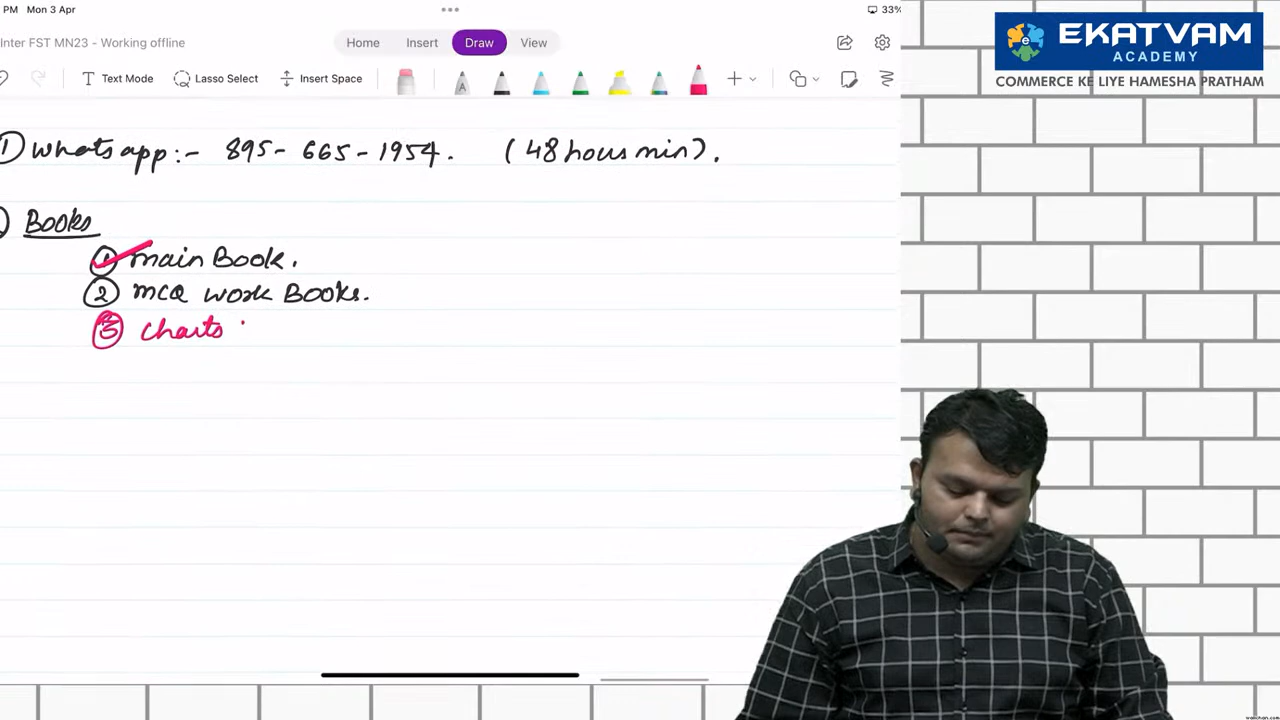 PM Mon 3 Apr
33%
Inter FST MN23 - Working offline
Home Insert Draw View
Text Mode Lasso Select Insert Space
EKATVAM
ACADEMY
COMMERCE KE LIYE HAMESHA PRATHAM
① Whatsapp:- 895-665-1954. (48 hours min).
Books
① main Book.
② mcq work Books.
③ charts